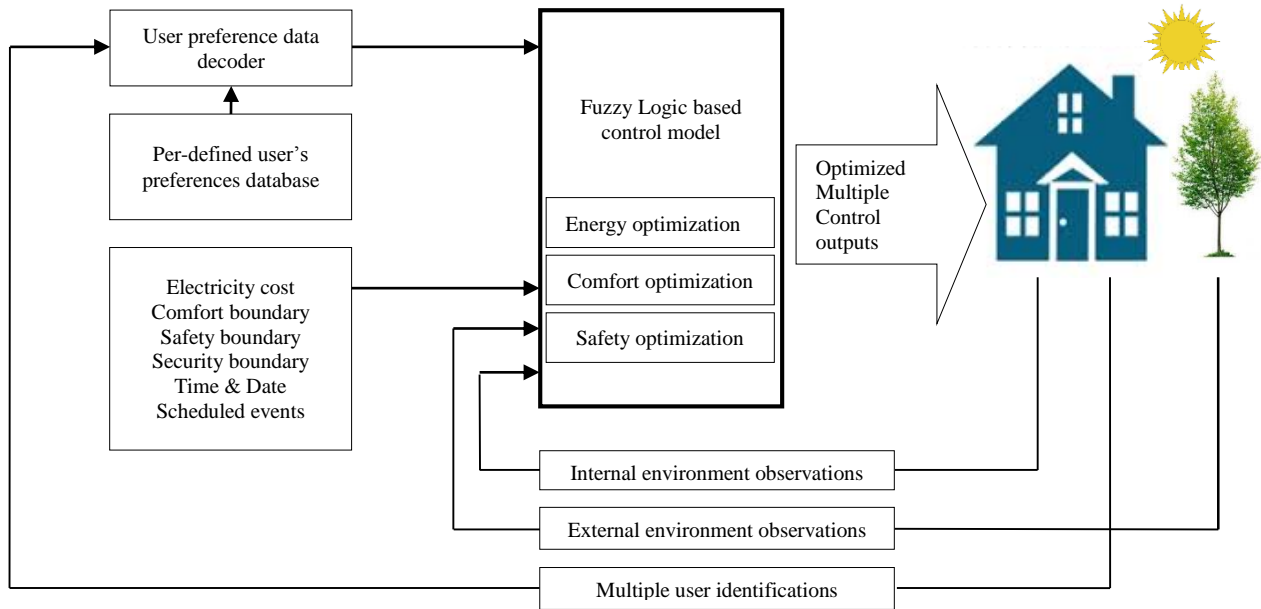 User preference data
decoder
Per-defined user’s
preferences database
Electricity cost
Comfort boundary
Safety boundary
Security boundary
Time & Date
Scheduled events
Fuzzy Logic based
control model
Energy optimization
Comfort optimization
Safety optimization
Optimized
Multiple
Control
outputs
Internal environment observations
External environment observations
Multiple user identifications